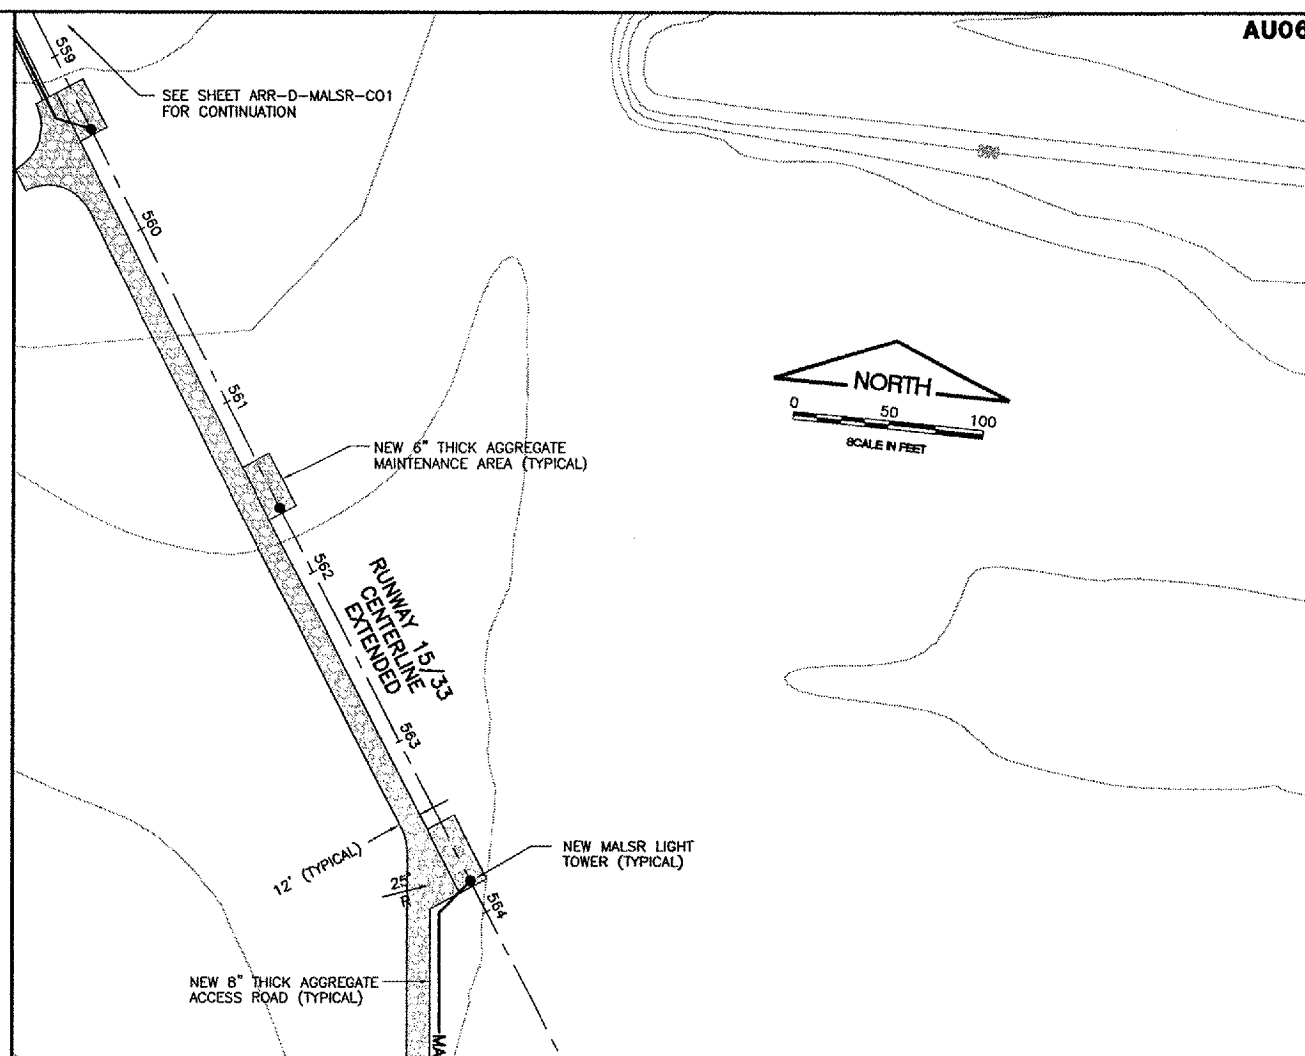 AU06
559
SEE SHEET ARR-D-MALSR-CO1
FOR CONTINUATION
560
561
NORTH
0 50 100
SCALE IN FEET
NEW 6" THICK AGGREGATE
MAINTENANCE AREA (TYPICAL)
562
RUNWAY 15/33
CENTERLINE
EXTENDED
563
NEW MALSR LIGHT
TOWER (TYPICAL)
12' (TYPICAL)
564
NEW 8" THICK AGGREGATE
ACCESS ROAD (TYPICAL)
MA